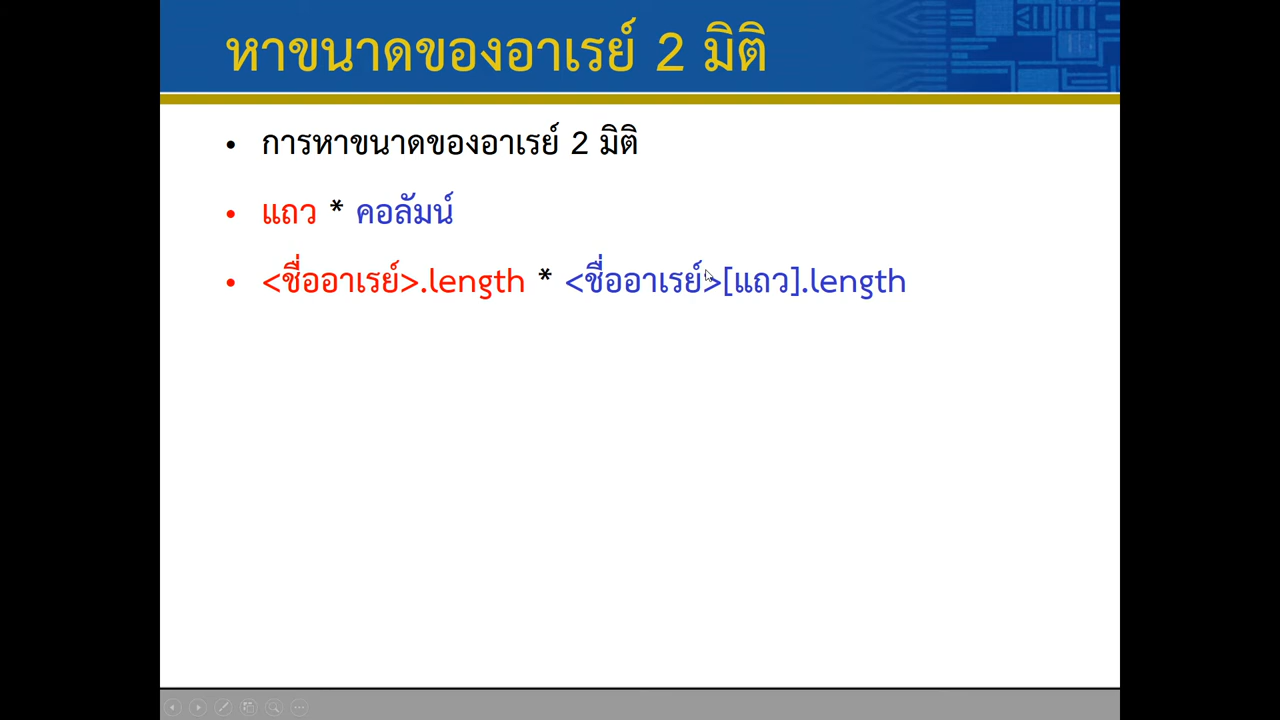 หาขนาดของอาเรย์ 2 มิติ
• การหาขนาดของอาเรย์ 2 มิติ
• แถว * คอลัมน์
• <ชื่ออาเรย์>.length * <ชื่ออาเรย์>[แถว].length